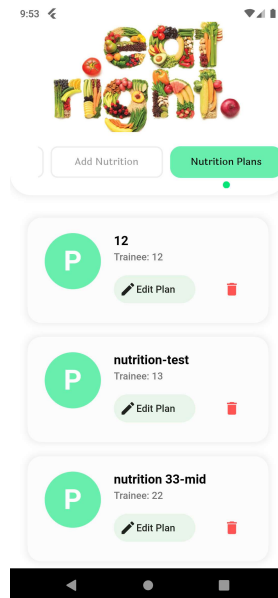 9:53
eat
right.
Add Nutrition
Nutrition Plans
P
12
Trainee: 12
Edit Plan
P
nutrition-test
Trainee: 13
Edit Plan
P
nutrition 33-mid
Trainee: 22
Edit Plan